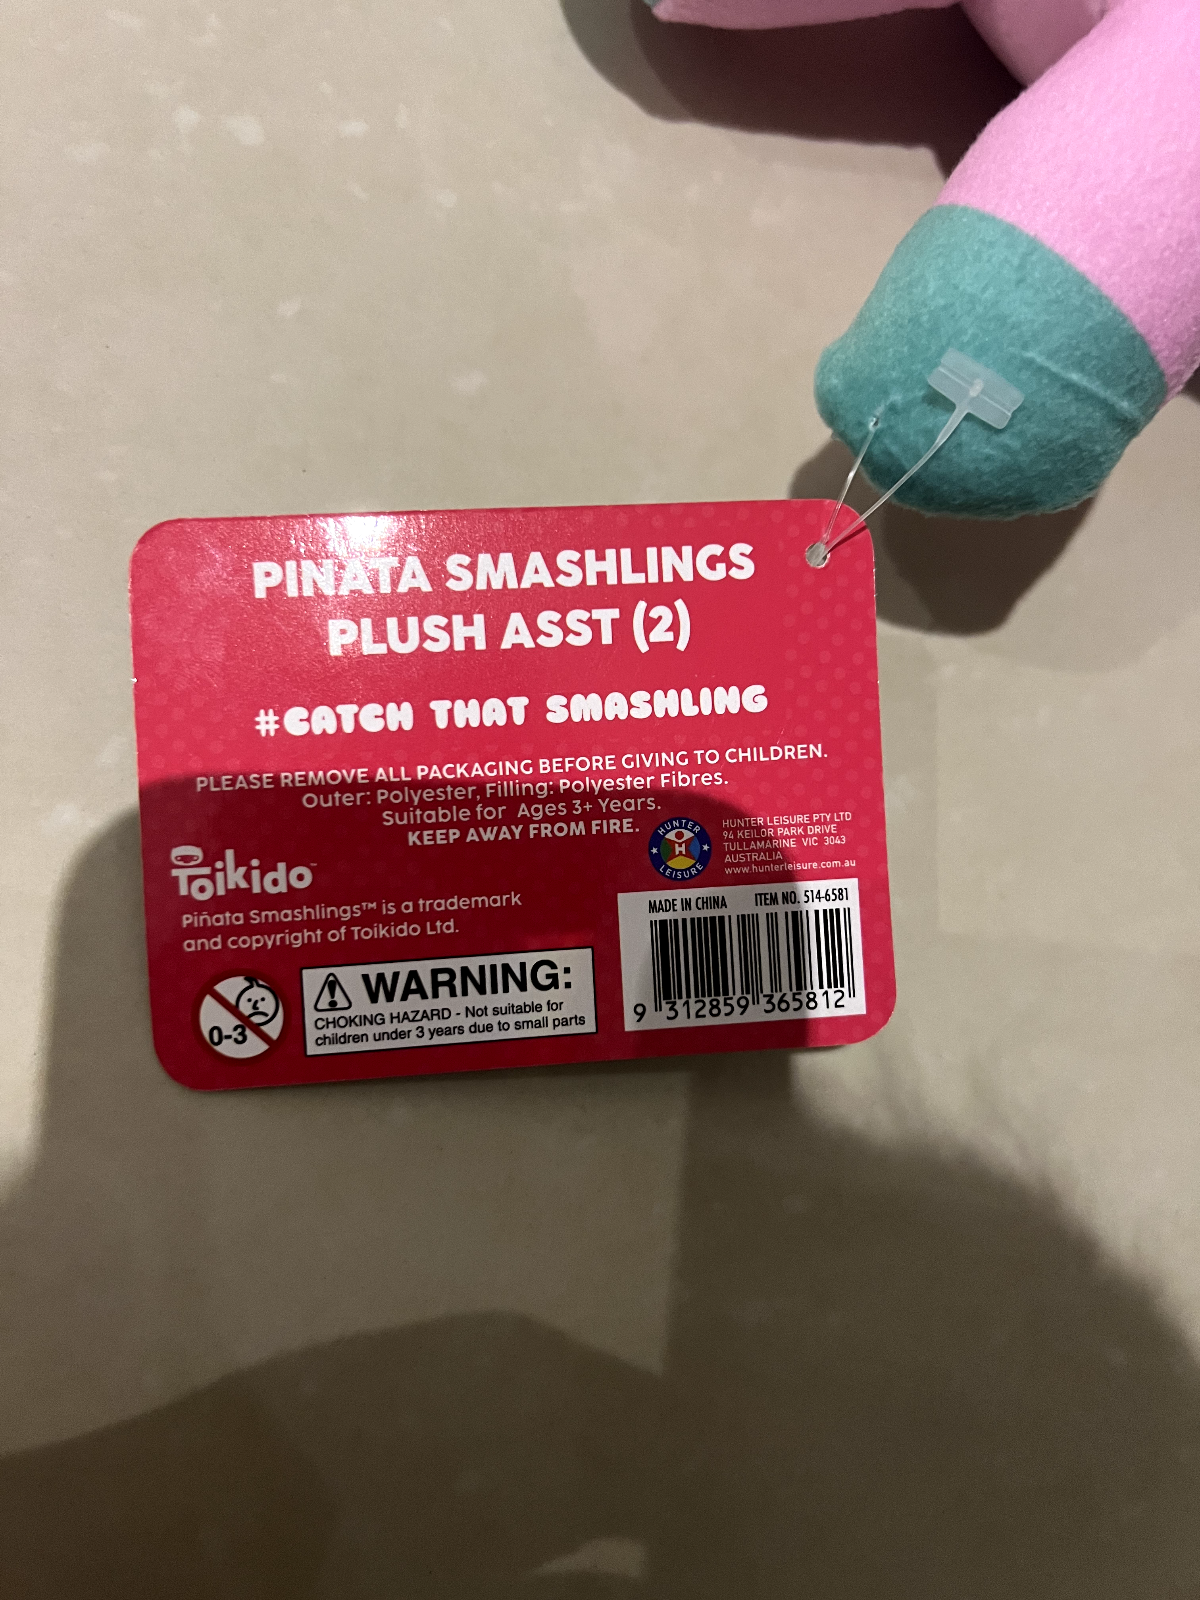 PINATA SMASHLINGS
PLUSH ASST (2)
#CATCH THAT SMASHLING
PLEASE REMOVE ALL PACKAGING BEFORE GIVING TO CHILDREN.
Outer: Polyester, Filling: Polyester Fibres.
Suitable for Ages 3+ Years.
KEEP AWAY FROM FIRE.
HUNTER
H
LEISURE
HUNTER LEISURE PTY LTD
94 KEILOR PARK DRIVE
TULLAMARINE VIC 3043
AUSTRALIA
www.hunterleisure.com.au
Toikido™
Piñata Smashlings™ is a trademark
and copyright of Toikido Ltd.
0-3
WARNING:
CHOKING HAZARD - Not suitable for
children under 3 years due to small parts
MADE IN CHINA ITEM NO. 514-6581
9 312859 365812